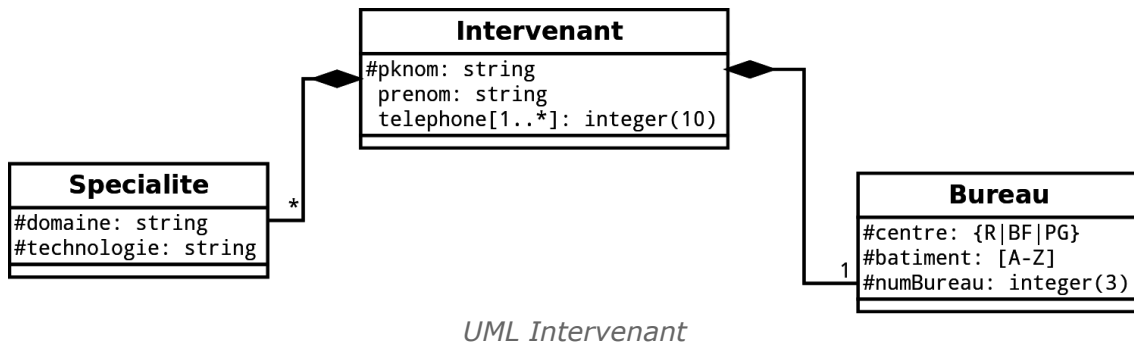 Intervenant
#pknom: string
prenom: string
telephone[1..*]: integer(10)
Specialite
#domaine: string
#technologie: string
*
Bureau
#centre: {R|BF|PG}
#batiment: [A-Z]
#numBureau: integer(3)
1
UML Intervenant